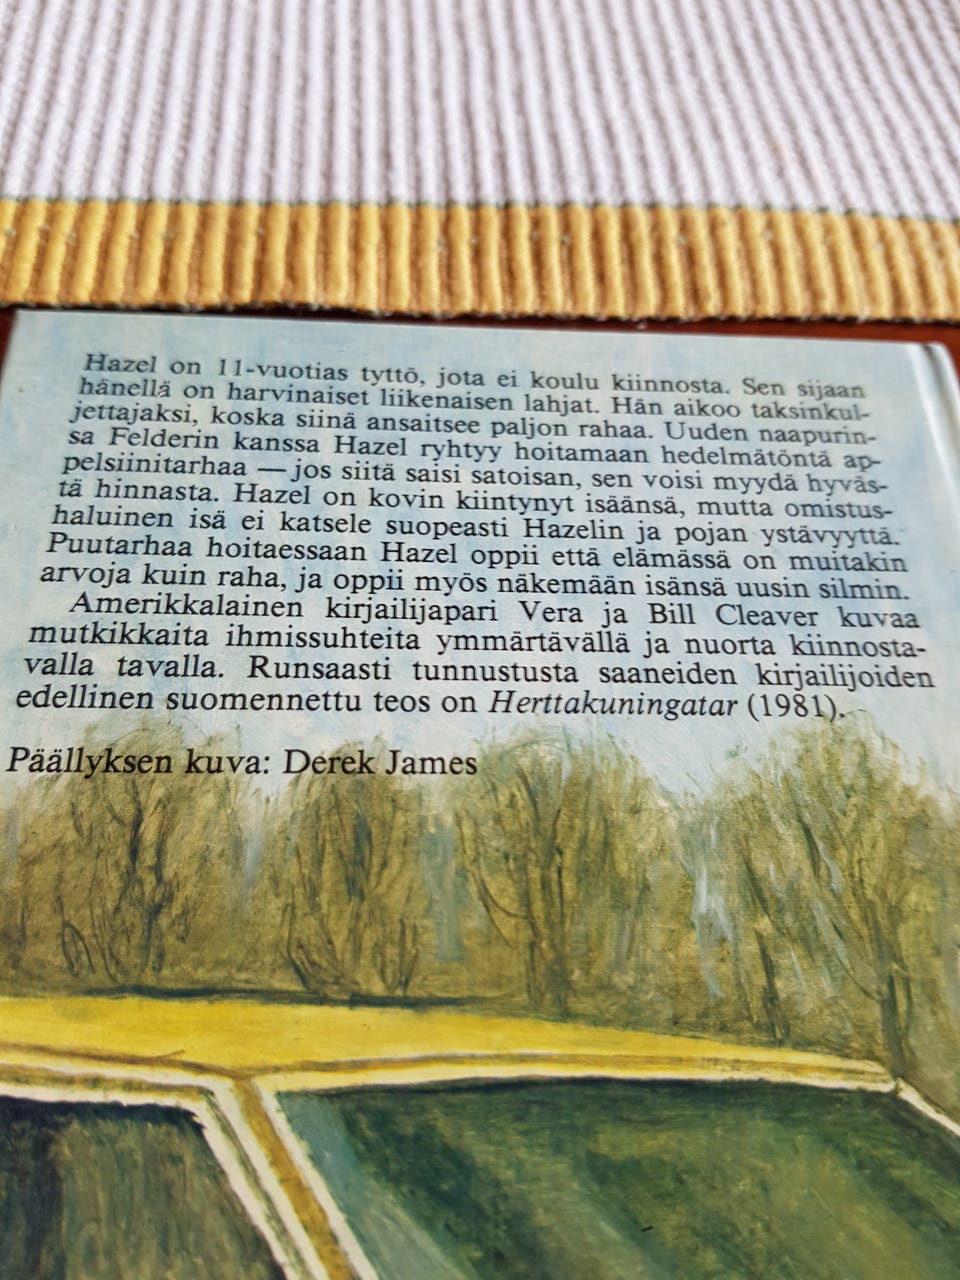 Hazel on 11-vuotias tyttö, jota ei koulu kiinnosta. Sen sijaan
hänellä on harvinaiset liikenaisen lahjat. Hän aikoo taksinkul-
jettajaksi, koska siinä ansaitsee paljon rahaa. Uuden naapurin-
sa Felderin kanssa Hazel ryhtyy hoitamaan hedelmätöntä ap-
pelsiinitarhaa — jos siitä saisi satoisan, sen voisi myydä hyväs-
tä hinnasta. Hazel on kovin kiintynyt isäänsä, mutta omistus-
haluinen isä ei katsele suopeasti Hazelin ja pojan ystävyyttä.
Puutarhaa hoitaessaan Hazel oppii että elämässä on muitakin
arvoja kuin raha, ja oppii myös näkemään isänsä uusin silmin.
Amerikkalainen kirjailijapari Vera ja Bill Cleaver kuvaa
mutkikkaita ihmissuhteita ymmärtävällä ja nuorta kiinnosta-
valla tavalla. Runsaasti tunnustusta saaneiden kirjailijoiden
edellinen suomennettu teos on Herttakuningatar (1981).
Päällyksen kuva: Derek James